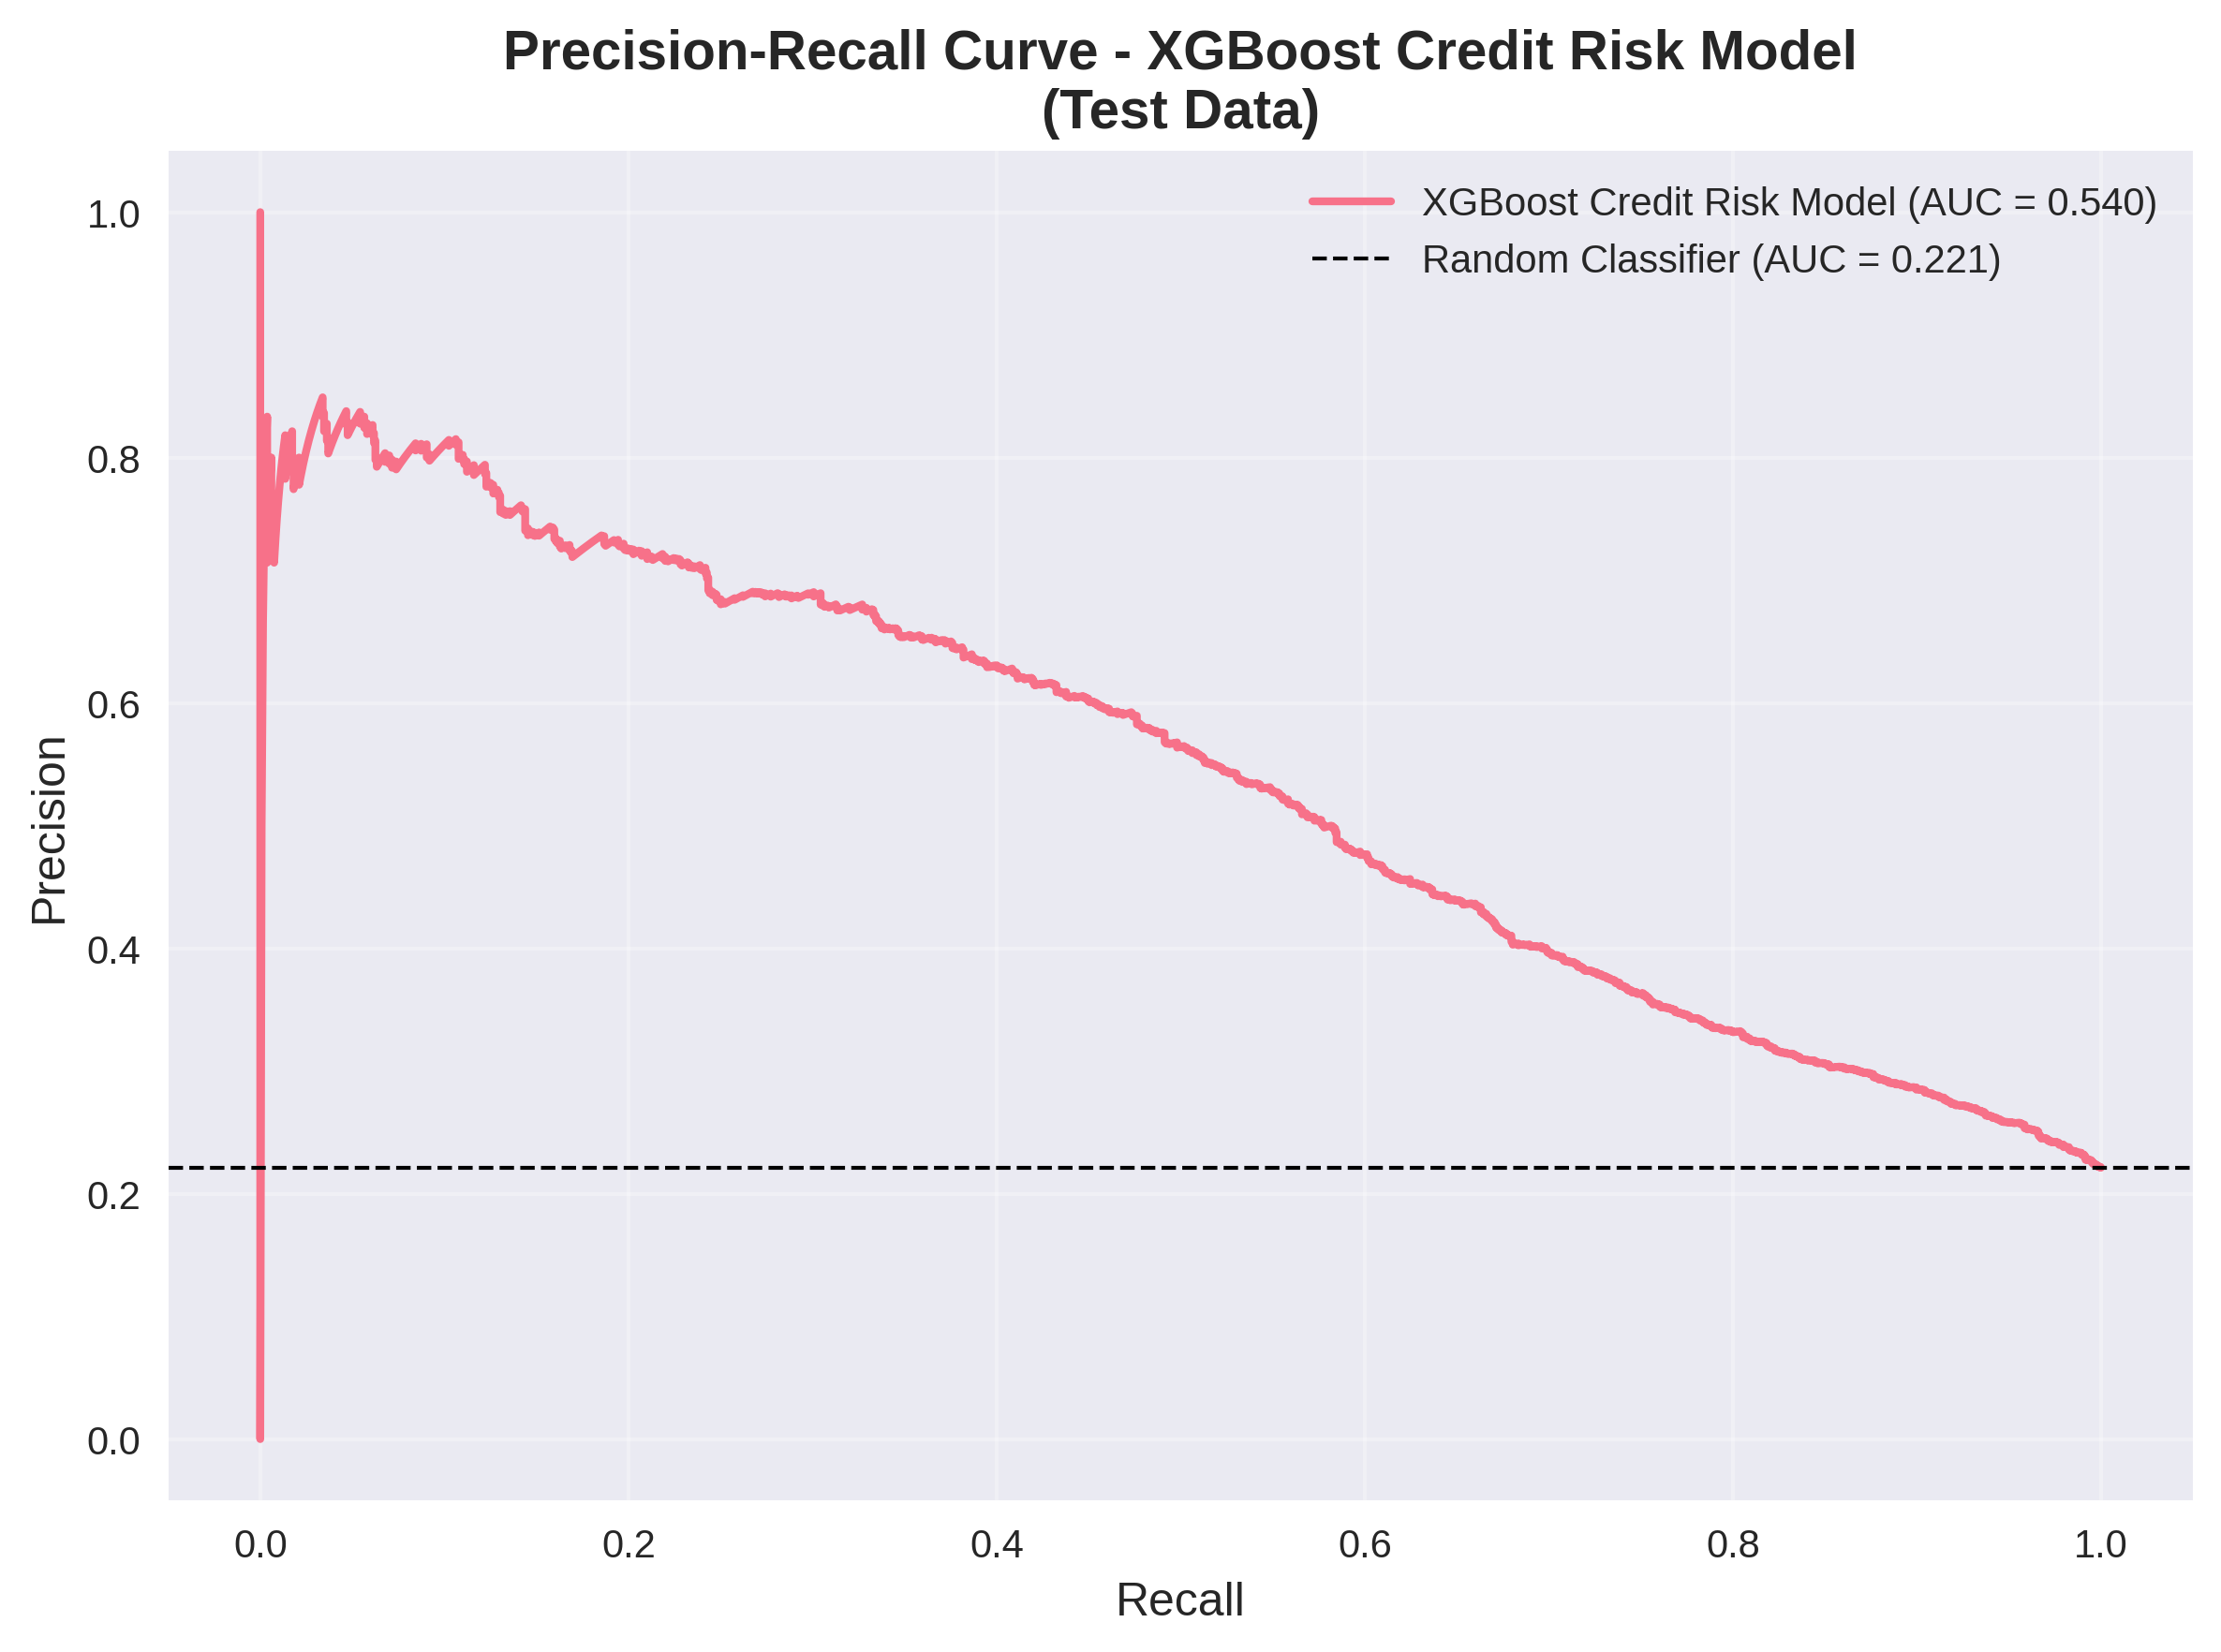 Precision-Recall Curve - XGBoost Credit Risk Model
(Test Data)
XGBoost Credit Risk Model (AUC = 0.540)
Random Classifier (AUC = 0.221)
Precision
1.0
0.8
0.6
0.4
0.2
0.0
0.0 0.2 0.4 0.6 0.8 1.0
Recall